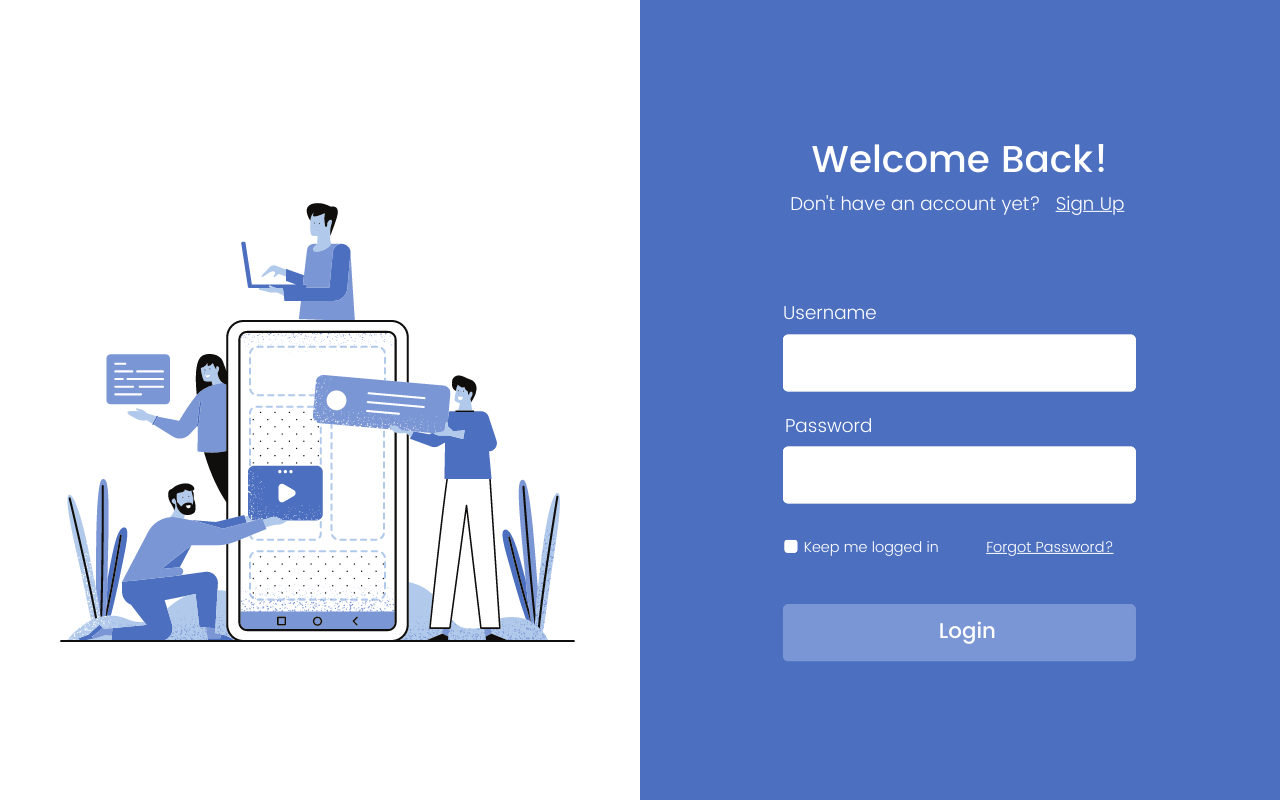 Welcome Back!
Don't have an account yet? Sign Up
Username
Password
Keep me logged in Forgot Password?
Login